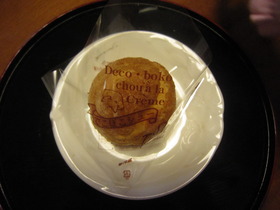 Deco・boko
chou à la
Crème